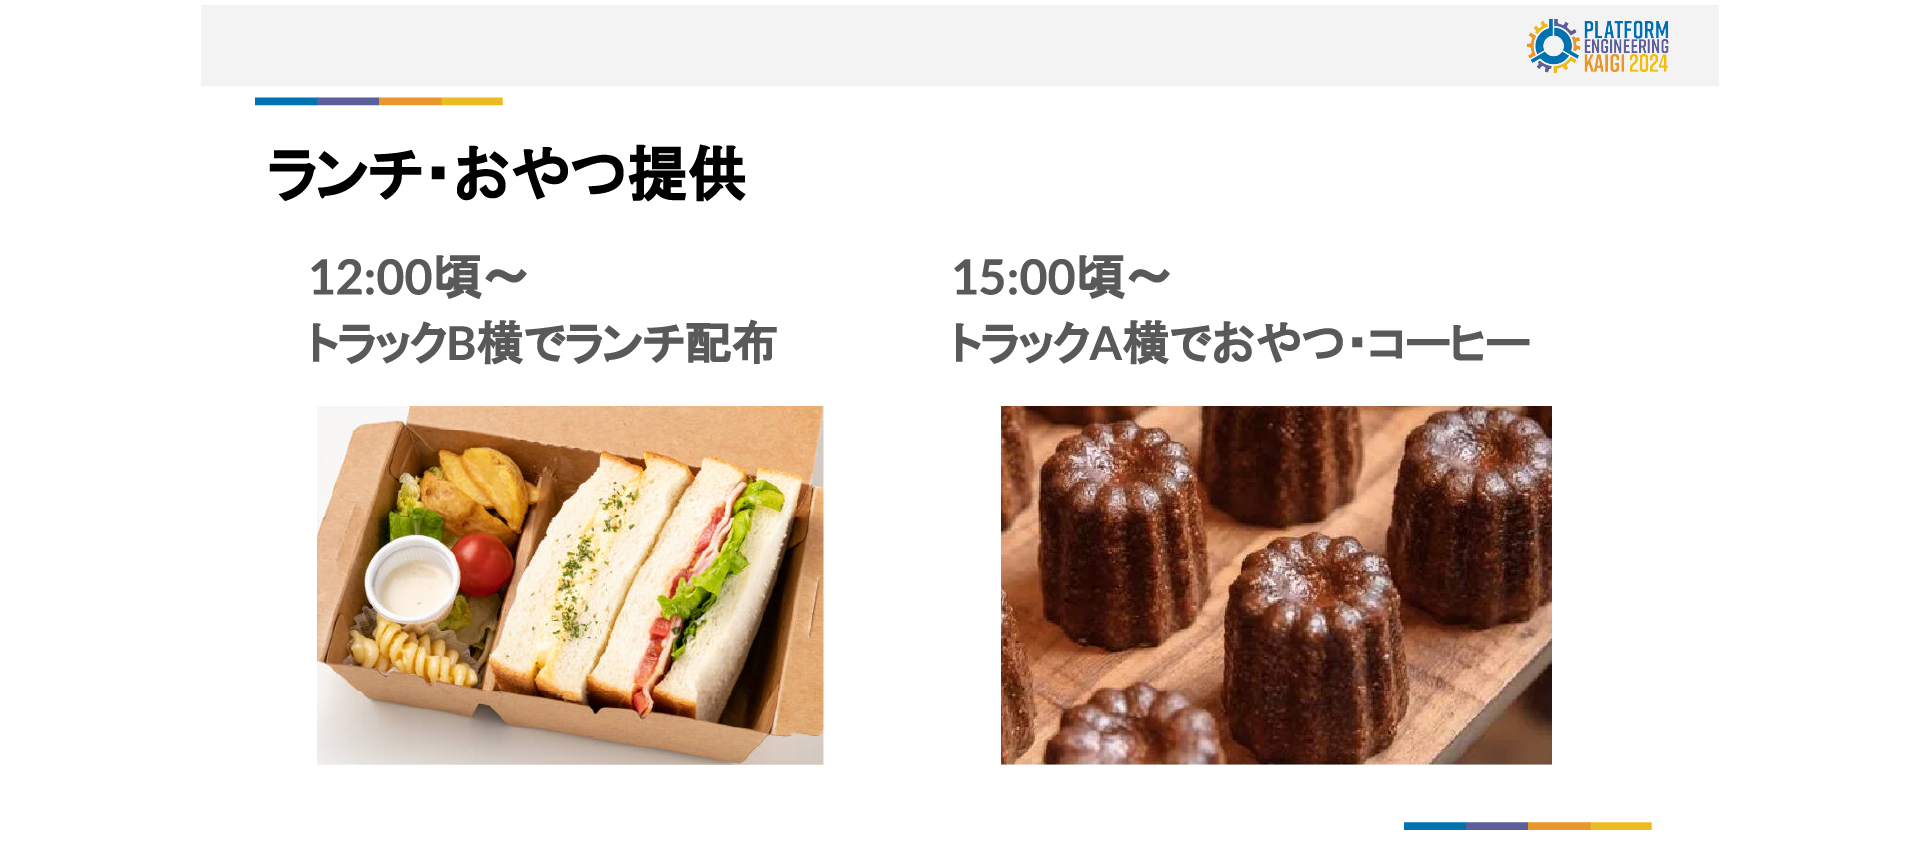 PLATFORM
ENGINEERING
KAIGI 2024
ランチ・おやつ提供
12:00頃〜
トラックB横でランチ配布
15:00頃〜
トラックA横でおやつ・コーヒー